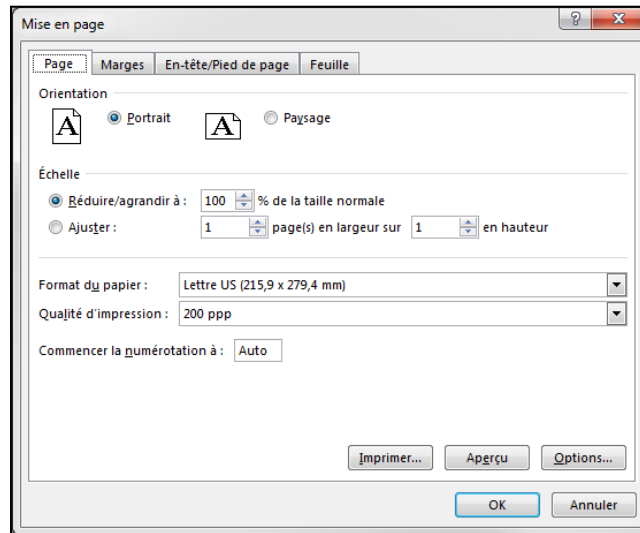 Mise en page
Page Marges En-tête/Pied de page Feuille
Orientation
A Portrait A Paysage
Échelle
Réduire/agrandir à : 100 % de la taille normale
Ajuster : 1 page(s) en largeur sur 1 en hauteur
Format du papier : Lettre US (215,9 x 279,4 mm)
Qualité d'impression : 200 ppp
Commencer la numérotation à : Auto
Imprimer... Aperçu Options...
OK Annuler